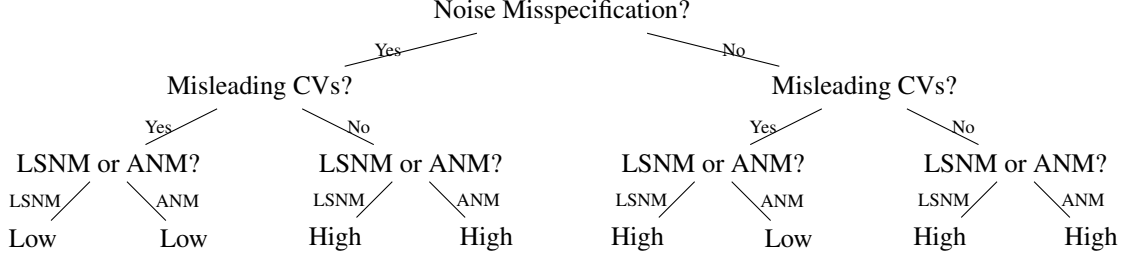 Noise Misspecification?
Yes No
Misleading CVs? Misleading CVs?
Yes No Yes No
LSNM or ANM? LSNM or ANM? LSNM or ANM? LSNM or ANM?
LSNM ANM LSNM ANM LSNM ANM LSNM ANM
Low Low High High High Low High High